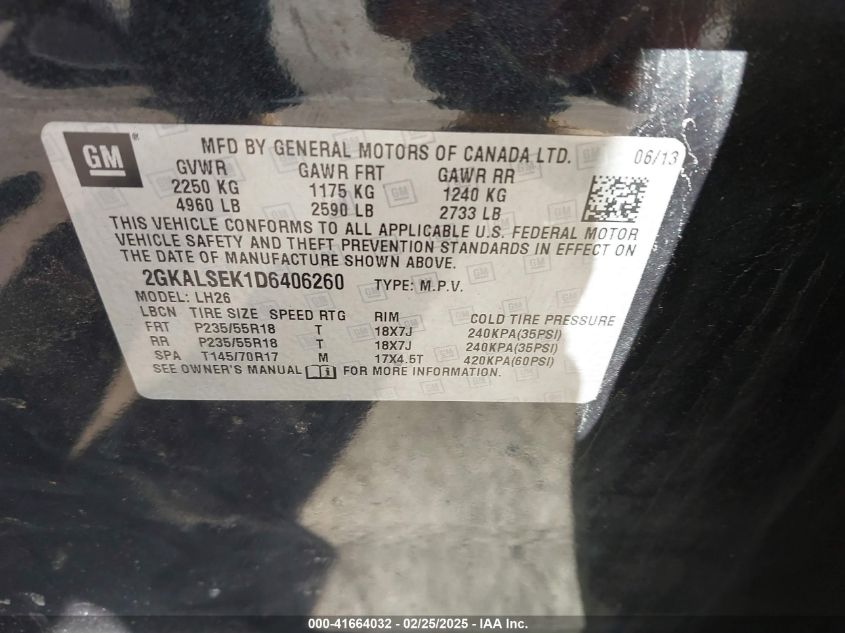 GM
MFD BY GENERAL MOTORS OF CANADA LTD. 06/13
GVWR GAWR FRT GAWR RR
2250 KG 1175 KG 1240 KG
4960 LB 2590 LB 2733 LB
THIS VEHICLE CONFORMS TO ALL APPLICABLE U.S. FEDERAL MOTOR
VEHICLE SAFETY AND THEFT PREVENTION STANDARDS IN EFFECT ON
THE DATE OF MANUFACTURE SHOWN ABOVE.
2GKALSEK1D6406260 TYPE: M.P.V.
MODEL: LH26
LBCN TIRE SIZE SPEED RTG RIM COLD TIRE PRESSURE
FRT P235/55R18 T 18X7J 240KPA(35PSI)
RR P235/55R18 T 18X7J 240KPA(35PSI)
SPA T145/70R17 M 17X4.5T 420KPA(60PSI)
SEE OWNER'S MANUAL FOR MORE INFORMATION.
000-41664032 - 02/25/2025 - IAA Inc.